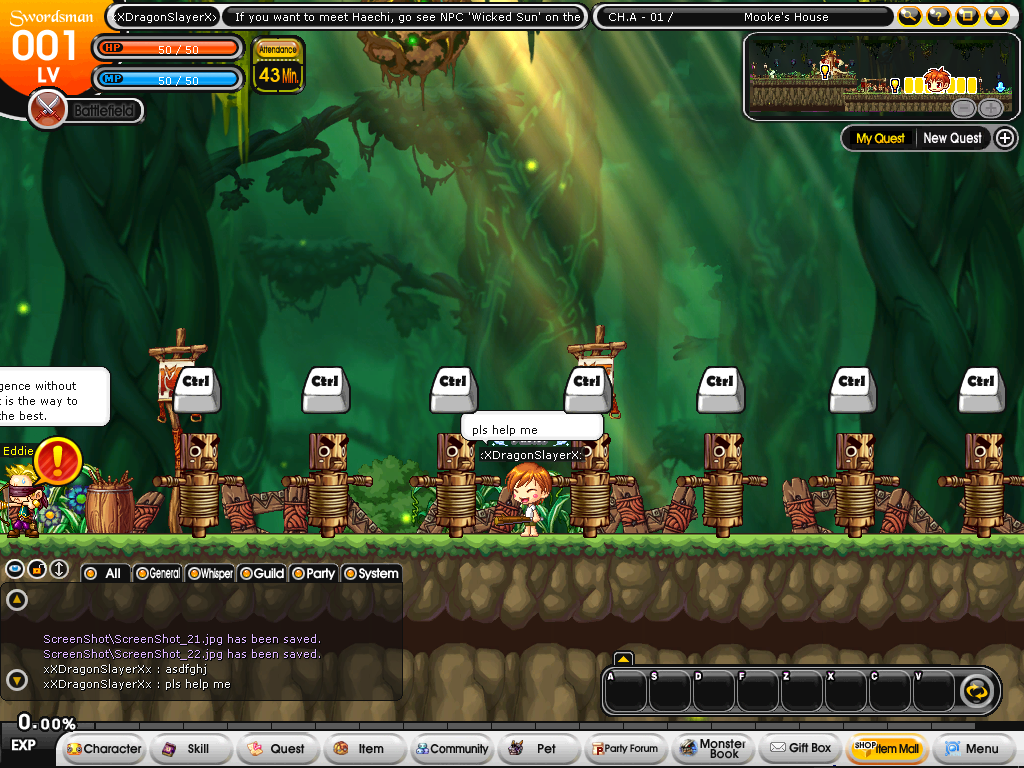 Swordsman
001
LV
xXDragonSlayerXx
If you want to meet Haechi, go see NPC 'Wicked Sun' on the
CH.A - 01 /
Mooke's House
HP 50 / 50
MP 50 / 50
Attendance
43 Min.
Battlefield
My Quest
New Quest
Ctrl
Ctrl
Ctrl
Ctrl
Ctrl
Ctrl
Ctrl
gence without
t is the way to
the best.
Eddie
pls help me
:XDragonSlayerX:
All
General
Whisper
Guild
Party
System
ScreenShot\ScreenShot_21.jpg has been saved.
ScreenShot\ScreenShot_22.jpg has been saved.
xXDragonSlayerXx : asdfghj
xXDragonSlayerXx : pls help me
A S D F Z X C V
0.00%
EXP
Character
Skill
Quest
Item
Community
Pet
Party Forum
Monster
Book
Gift Box
SHOP Item Mall
Menu